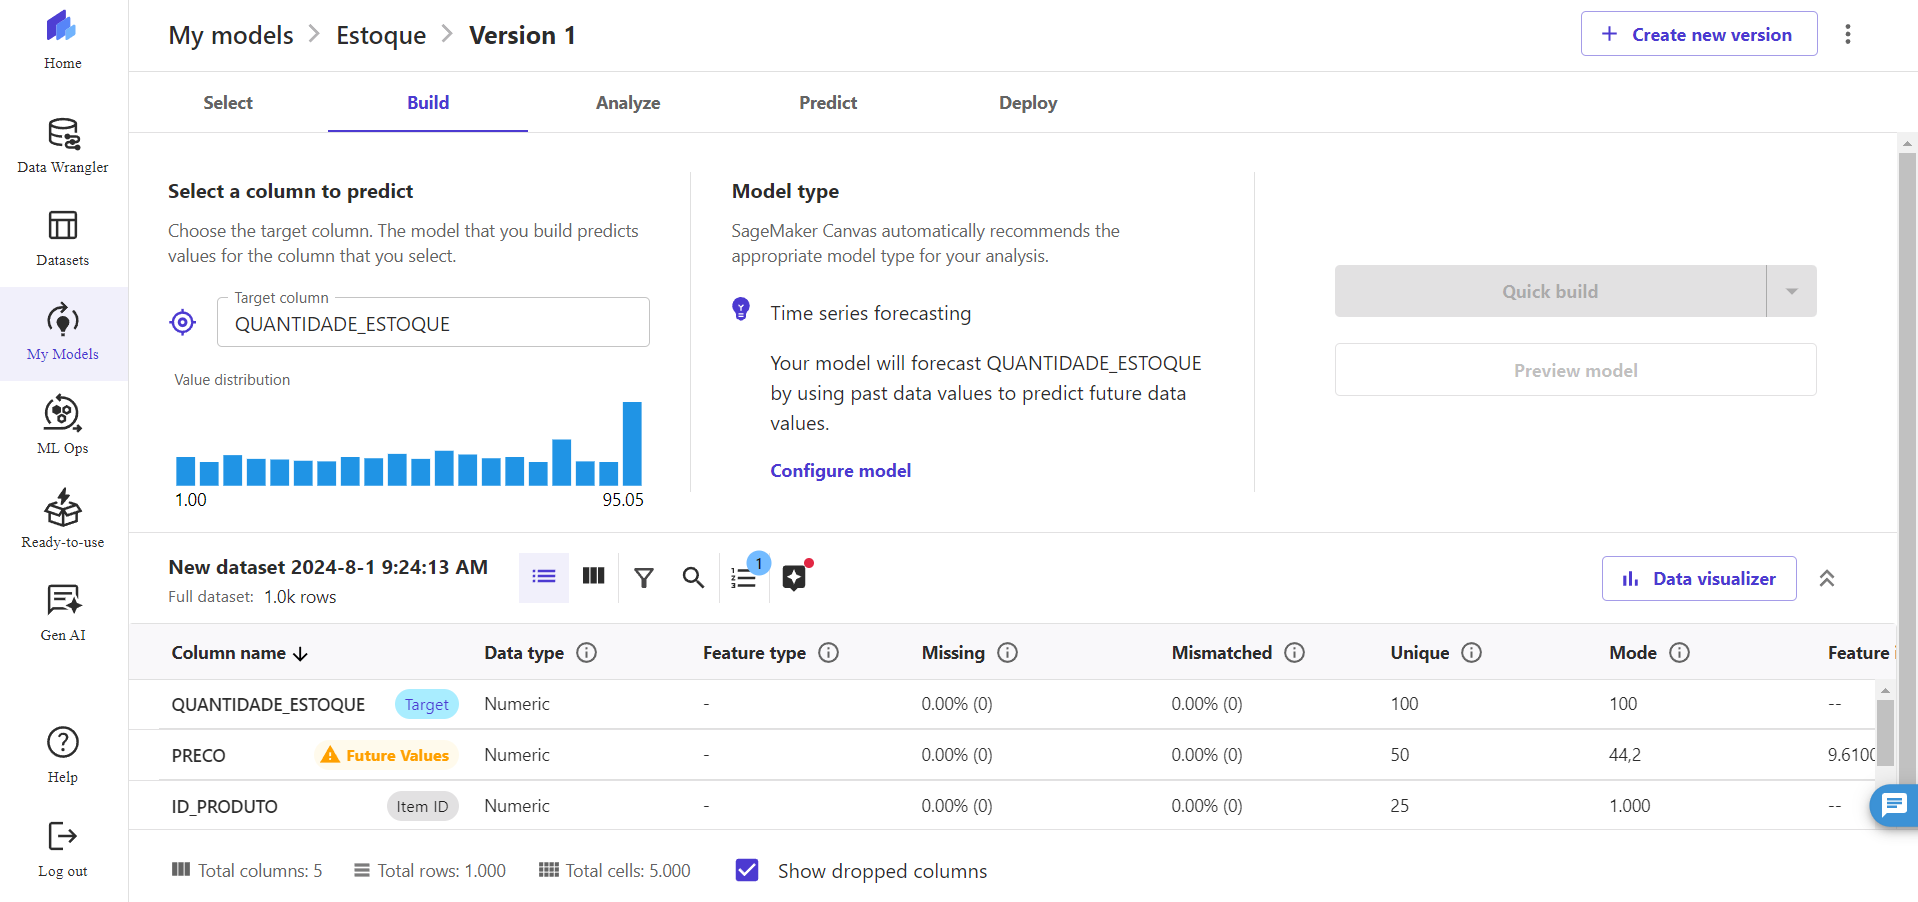 Home
Data Wrangler
Datasets
My Models
ML Ops
Ready-to-use
Gen AI
Help
Log out
My models > Estoque > Version 1
+ Create new version
Select Build Analyze Predict Deploy
Select a column to predict
Choose the target column. The model that you build predicts
values for the column that you select.
Target column
QUANTIDADE_ESTOQUE
Value distribution
1.00 95.05
Model type
SageMaker Canvas automatically recommends the
appropriate model type for your analysis.
Time series forecasting
Your model will forecast QUANTIDADE_ESTOQUE
by using past data values to predict future data
values.
Configure model
Quick build
Preview model
New dataset 2024-8-1 9:24:13 AM
Full dataset: 1.0k rows
1
Data visualizer
Column name Data type Feature type Missing Mismatched Unique Mode Feature
QUANTIDADE_ESTOQUE Target Numeric - 0.00% (0) 0.00% (0) 100 100 --
PRECO Future Values Numeric - 0.00% (0) 0.00% (0) 50 44,2 9.6100
ID_PRODUTO Item ID Numeric - 0.00% (0) 0.00% (0) 25 1.000 --
Total columns: 5 Total rows: 1.000 Total cells: 5.000 Show dropped columns